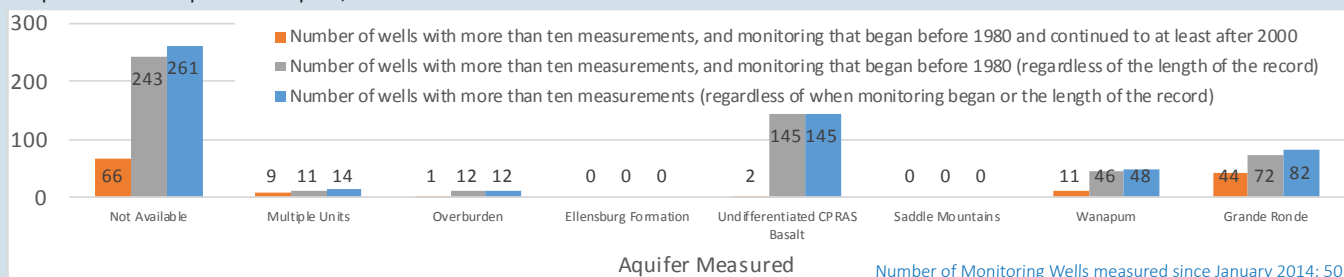 300
Number of wells with more than ten measurements, and monitoring that began before 1980 and continued to at least after 2000
Number of wells with more than ten measurements, and monitoring that began before 1980 (regardless of the length of the record)
Number of wells with more than ten measurements (regardless of when monitoring began or the length of the record)
200
100
0
66 243 261
9 11 14
1 12 12
0 0 0
2 145 145
0 0 0
11 46 48
44 72 82
Not Available
Multiple Units
Overburden
Ellensburg Formation
Undifferentiated CPRAS
Basalt
Saddle Mountains
Wanapum
Grande Ronde
Aquifer Measured
Number of Monitoring Wells measured since January 2014: 50